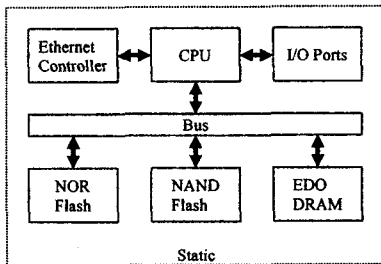 Ethernet
Controller
CPU
I/O Ports
Bus
NOR
Flash
NAND
Flash
EDO
DRAM
Static